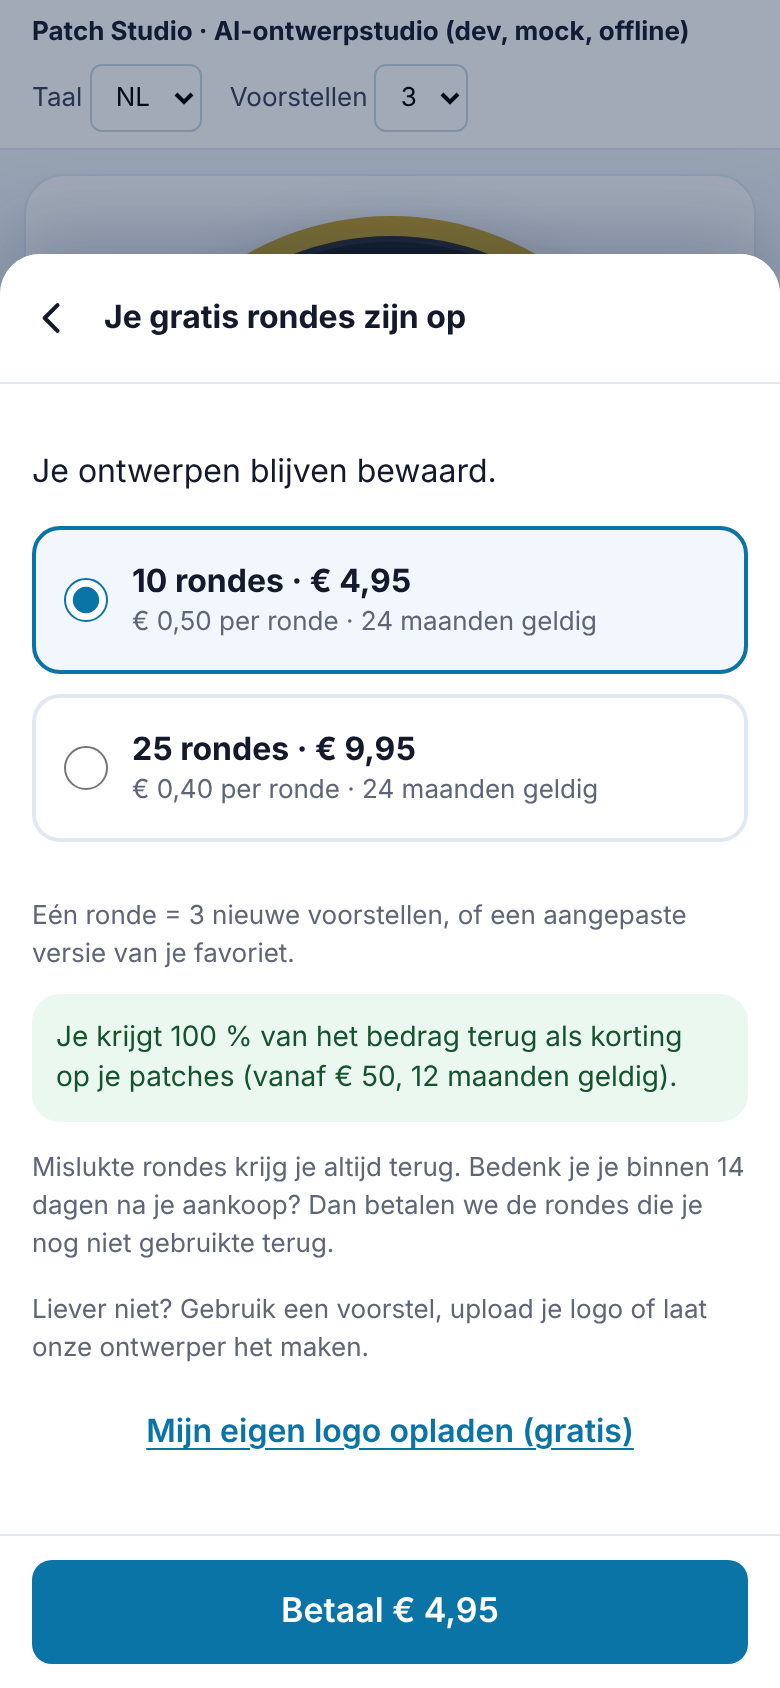 Patch Studio · AI-ontwerpstudio (dev, mock, offline)
Taal NL Voorstellen 3
Je gratis rondes zijn op
Je ontwerpen blijven bewaard.
10 rondes · € 4,95
€ 0,50 per ronde · 24 maanden geldig
25 rondes · € 9,95
€ 0,40 per ronde · 24 maanden geldig
Eén ronde = 3 nieuwe voorstellen, of een aangepaste
versie van je favoriet.
Je krijgt 100 % van het bedrag terug als korting
op je patches (vanaf € 50, 12 maanden geldig).
Mislukte rondes krijg je altijd terug. Bedenk je je binnen 14
dagen na je aankoop? Dan betalen we de rondes die je
nog niet gebruikte terug.
Liever niet? Gebruik een voorstel, upload je logo of laat
onze ontwerper het maken.
Mijn eigen logo opladen (gratis)
Betaal € 4,95